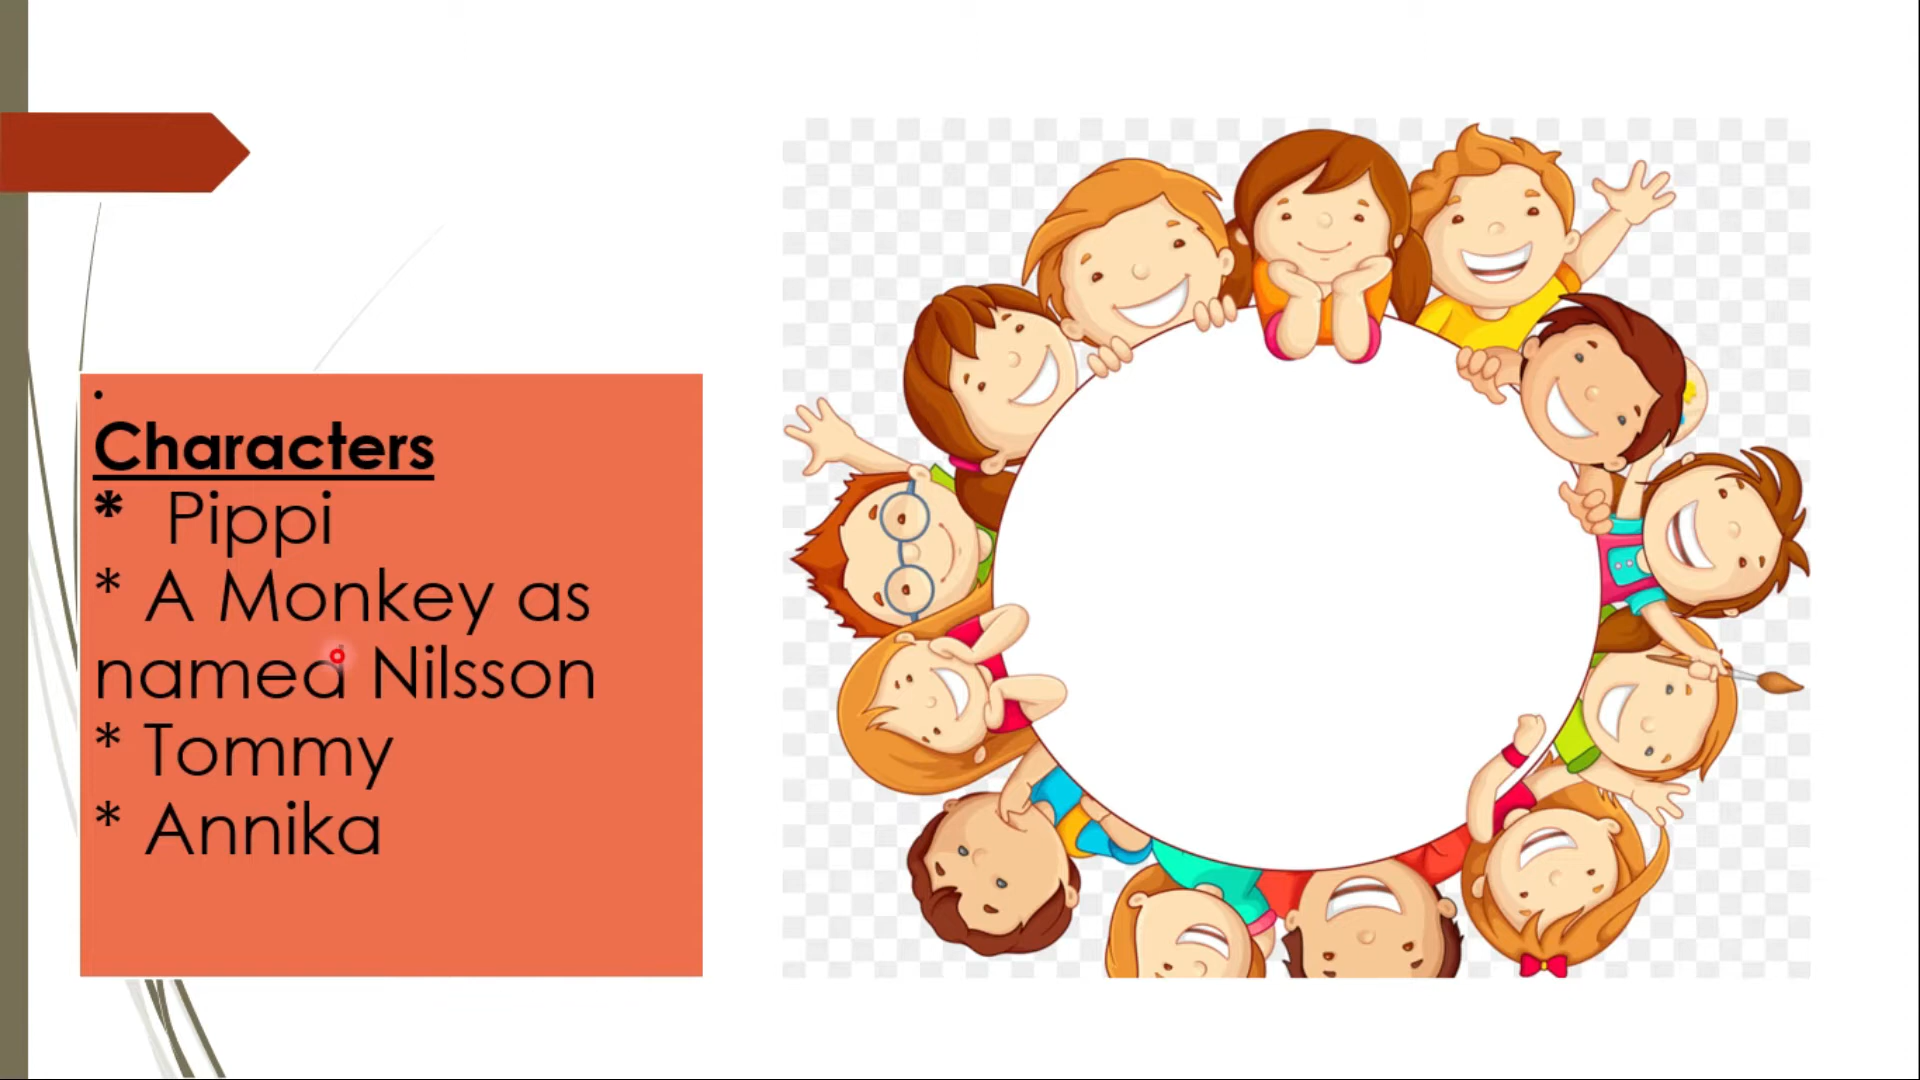 .
Characters
* Pippi
* A Monkey as
named Nilsson
* Tommy
* Annika